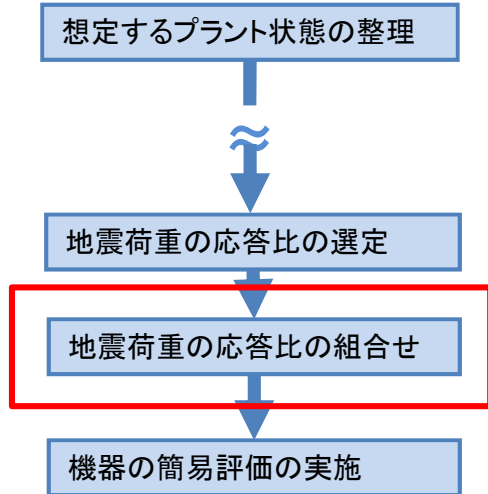 想定するプラント状態の整理
地震荷重の応答比の選定
地震荷重の応答比の組合せ
機器の簡易評価の実施